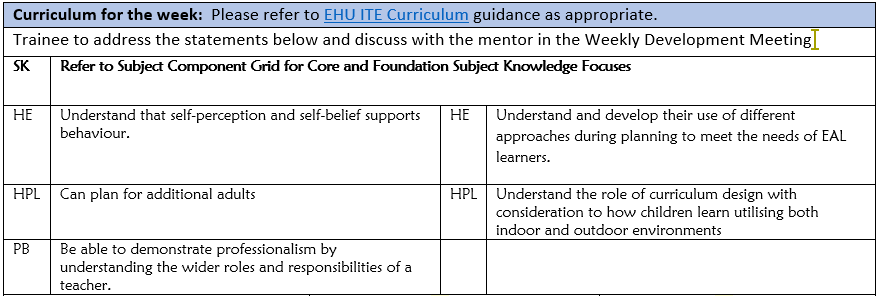 Curriculum for the week: Please refer to EHU ITE Curriculum guidance as appropriate.
Trainee to address the statements below and discuss with the mentor in the Weekly Development Meeting
SK Refer to Subject Component Grid for Core and Foundation Subject Knowledge Focuses
HE Understand that self-perception and self-belief supports
behaviour.
HE Understand and develop their use of different
approaches during planning to meet the needs of EAL
learners.
HPL Can plan for additional adults
HPL Understand the role of curriculum design with
consideration to how children learn utilising both
indoor and outdoor environments
PB Be able to demonstrate professionalism by
understanding the wider roles and responsibilities of a
teacher.